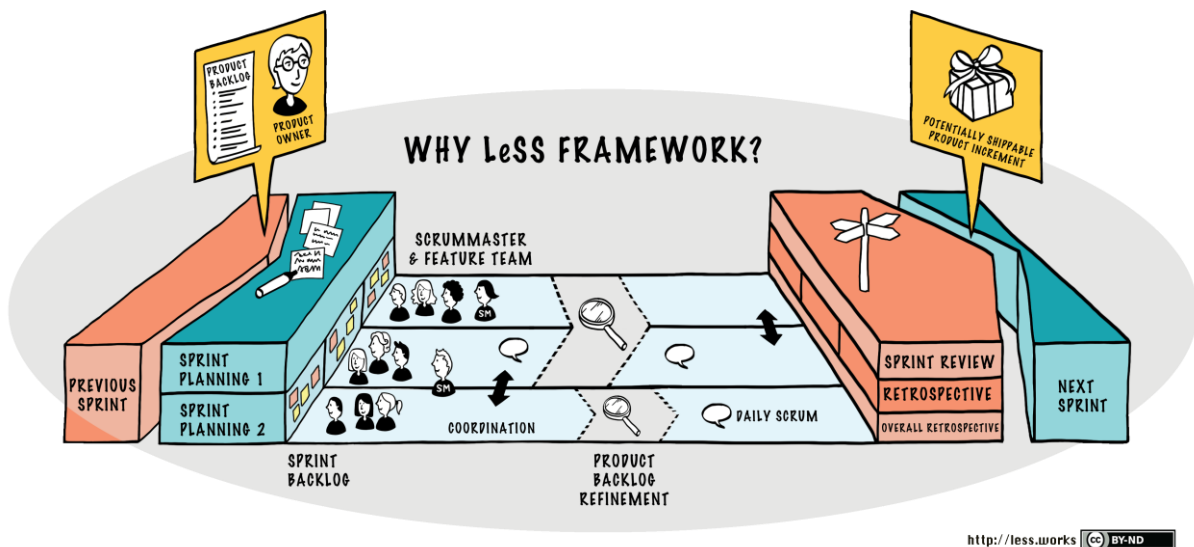 PRODUCT
BACKLOG
PRODUCT
OWNER
WHY LeSS FRAMEWORK?
POTENTIALLY SHIPPABLE
PRODUCT INCREMENT
SCRUMMASTER
& FEATURE TEAM
SM
SM
PREVIOUS
SPRINT
SPRINT
PLANNING 1
SPRINT
PLANNING 2
COORDINATION
DAILY SCRUM
SPRINT REVIEW
RETROSPECTIVE
OVERALL RETROSPECTIVE
NEXT
SPRINT
SPRINT
BACKLOG
PRODUCT
BACKLOG
REFINEMENT
http://less.works cc BY-ND